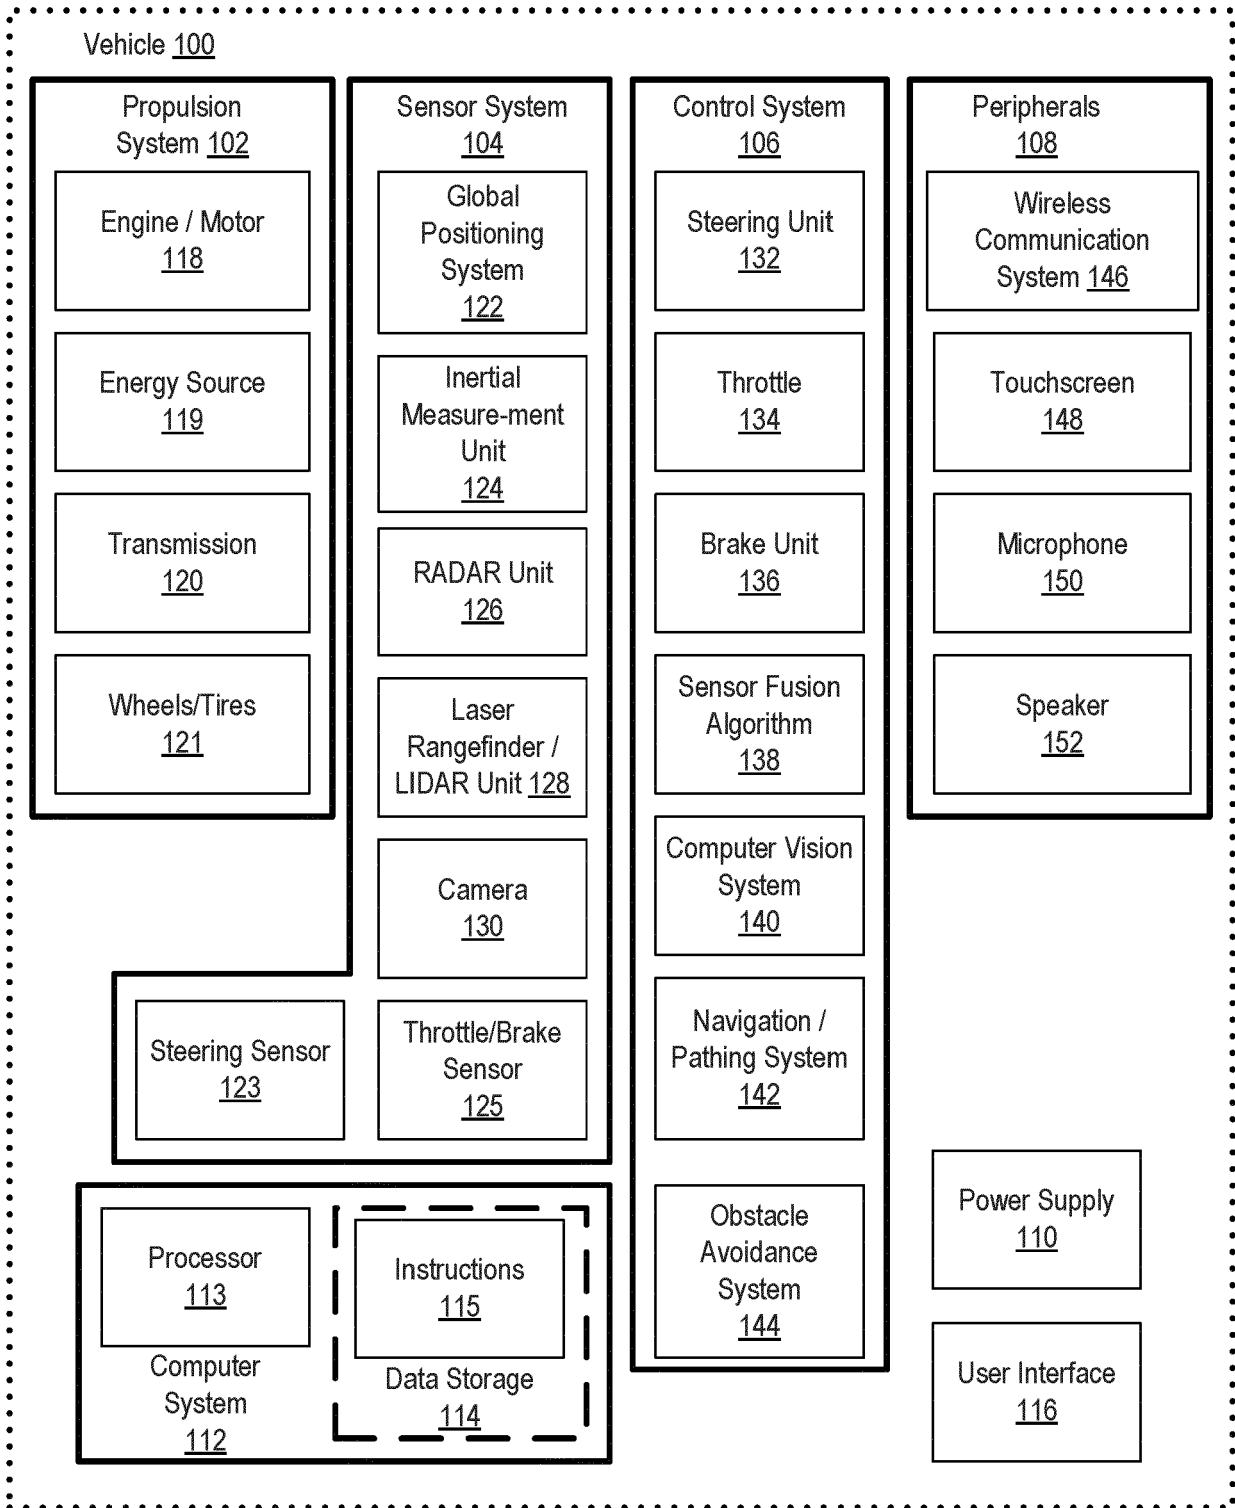 Vehicle 100
Propulsion
System 102
Engine / Motor
118
Energy Source
119
Transmission
120
Wheels/Tires
121
Sensor System
104
Global
Positioning
System
122
Inertial
Measure-ment
Unit
124
RADAR Unit
126
Laser
Rangefinder /
LIDAR Unit 128
Camera
130
Steering Sensor
123
Throttle/Brake
Sensor
125
Control System
106
Steering Unit
132
Throttle
134
Brake Unit
136
Sensor Fusion
Algorithm
138
Computer Vision
System
140
Navigation /
Pathing System
142
Obstacle
Avoidance
System
144
Peripherals
108
Wireless
Communication
System 146
Touchscreen
148
Microphone
150
Speaker
152
Processor
113
Computer
System
112
Instructions
115
Data Storage
114
Power Supply
110
User Interface
116